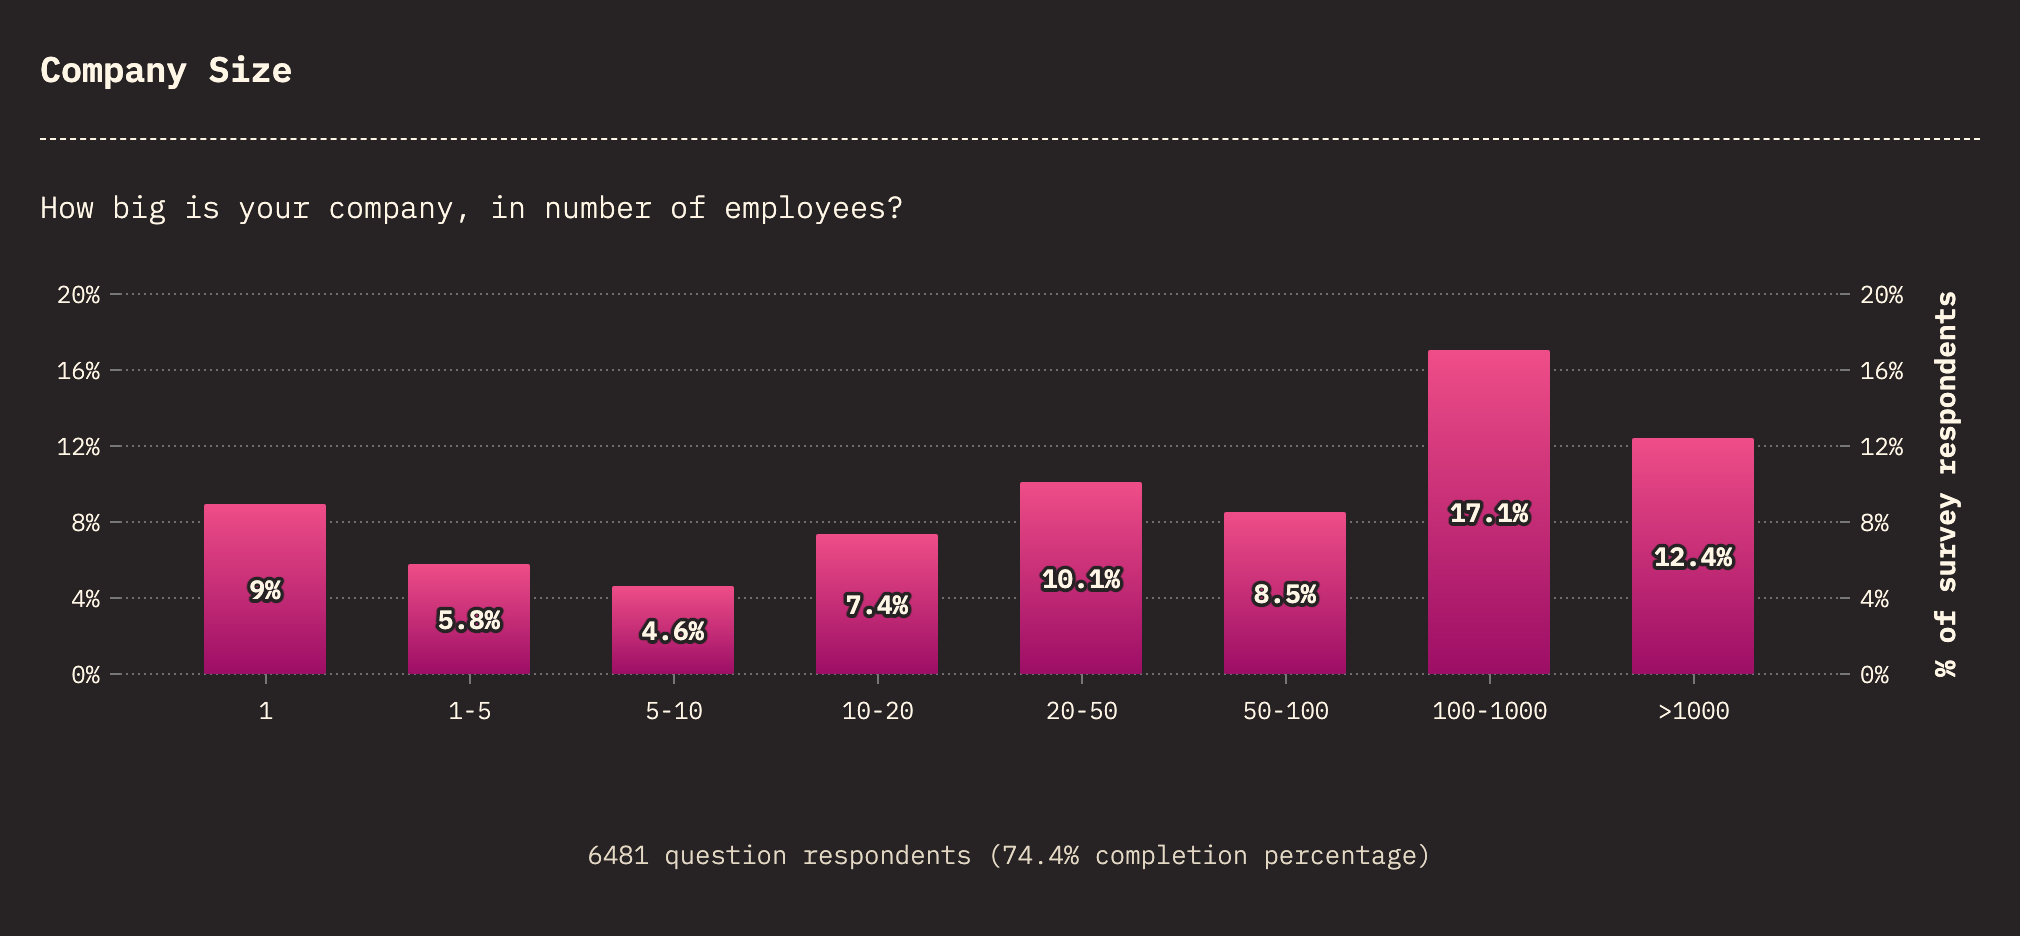 Company Size
How big is your company, in number of employees?
20% 20%
16% 16%
12% 12%
8% 8%
4% 4%
0% 0%
9% 5.8% 4.6% 7.4% 10.1% 8.5% 17.1% 12.4%
1 1-5 5-10 10-20 20-50 50-100 100-1000 >1000
% of survey respondents
6481 question respondents (74.4% completion percentage)